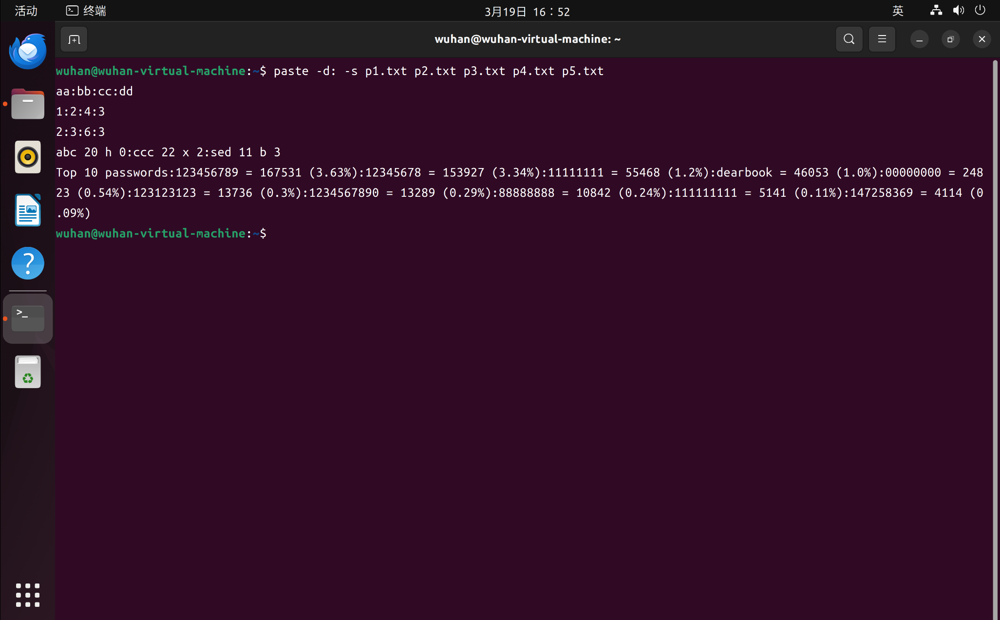 活动 终端 3月19日 16：52 英
wuhan@wuhan-virtual-machine: ~
wuhan@wuhan-virtual-machine:~$ paste -d: -s p1.txt p2.txt p3.txt p4.txt p5.txt
aa:bb:cc:dd
1:2:4:3
2:3:6:3
abc 20 h 0:ccc 22 x 2:sed 11 b 3
Top 10 passwords:123456789 = 167531 (3.63%):12345678 = 153927 (3.34%):11111111 = 55468 (1.2%):dearbook = 46053 (1.0%):00000000 = 248
23 (0.54%):123123123 = 13736 (0.3%):1234567890 = 13289 (0.29%):88888888 = 10842 (0.24%):111111111 = 5141 (0.11%):147258369 = 4114 (0
.09%)
wuhan@wuhan-virtual-machine:~$